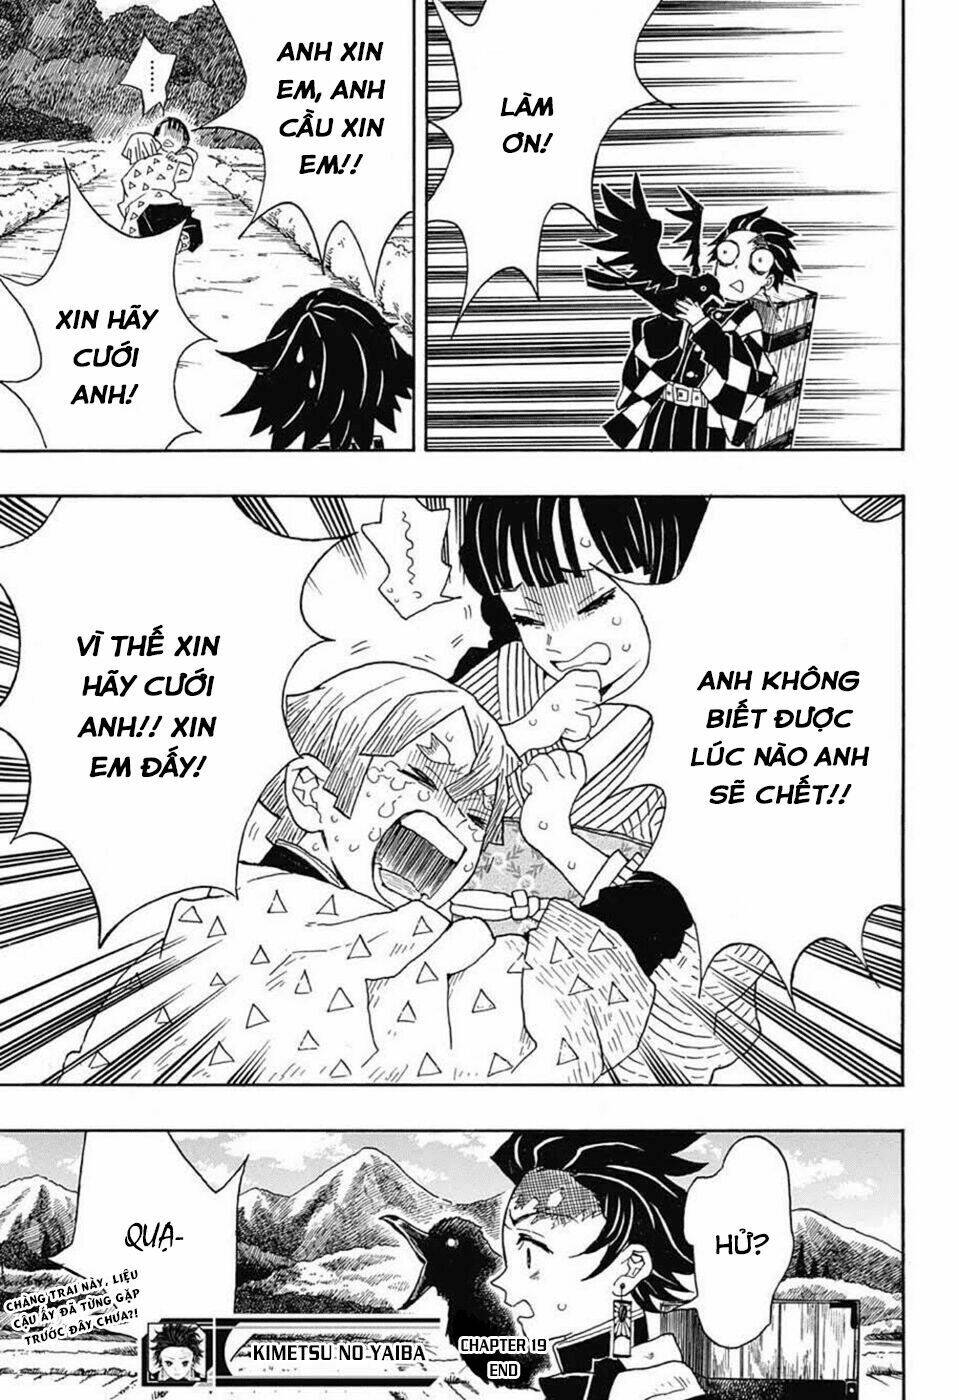 LÀM
ƠN!
ANH XIN
EM, ANH
CẦU XIN
EM!!
......
XIN HÃY
CƯỚI
ANH!
ANH KHÔNG
BIẾT ĐƯỢC
LÚC NÀO ANH
SẼ CHẾT!!
VÌ THẾ XIN
HÃY CƯỚI
ANH!! XIN
EM ĐẤY!
HỬ?
QUẠ-
CHÀNG TRAI NÀY, LIỆU
CẬU ẤY ĐÃ TỪNG GẶP
TRƯỚC ĐÂY CHƯA?!
KIMETSU NO YAIBA
CHAPTER 19
END